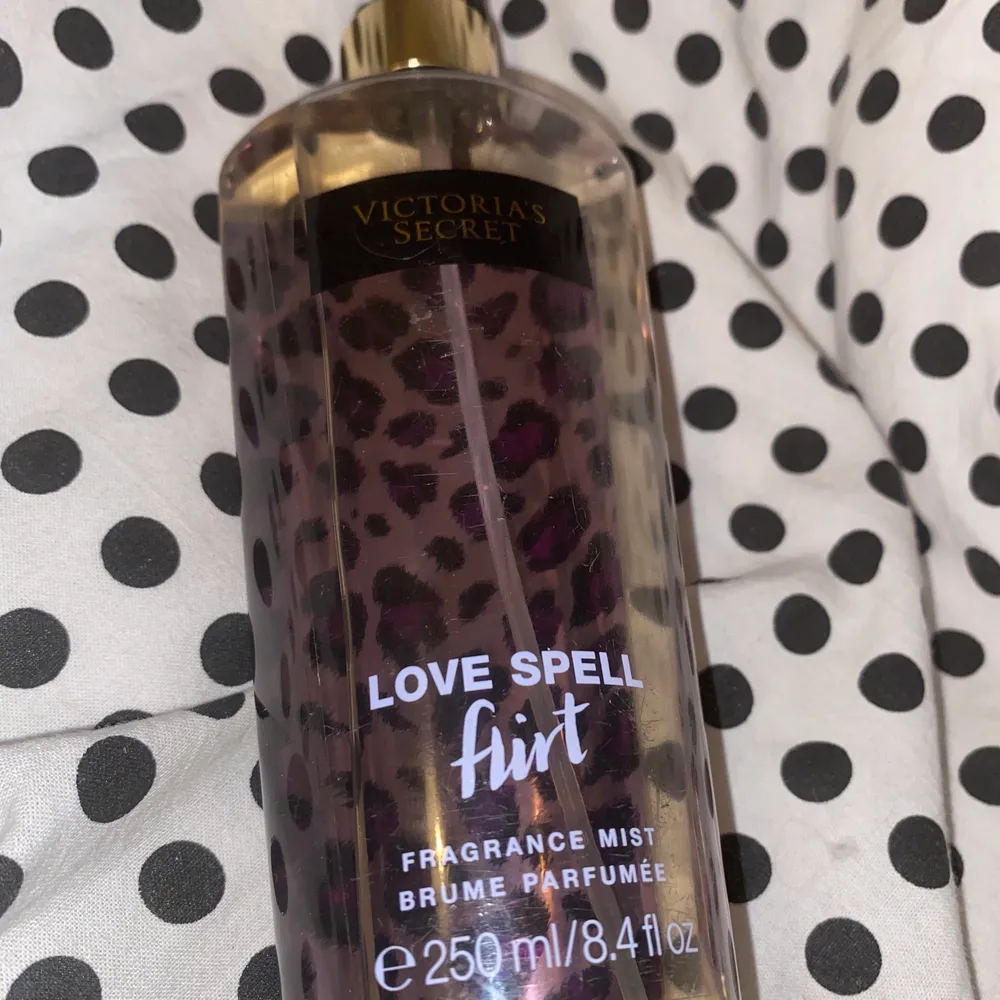 VICTORIA'S
SECRET
LOVE SPELL
flirt
FRAGRANCE MIST
BRUME PARFUMÉE
℮ 250 ml/8.4 fl oz